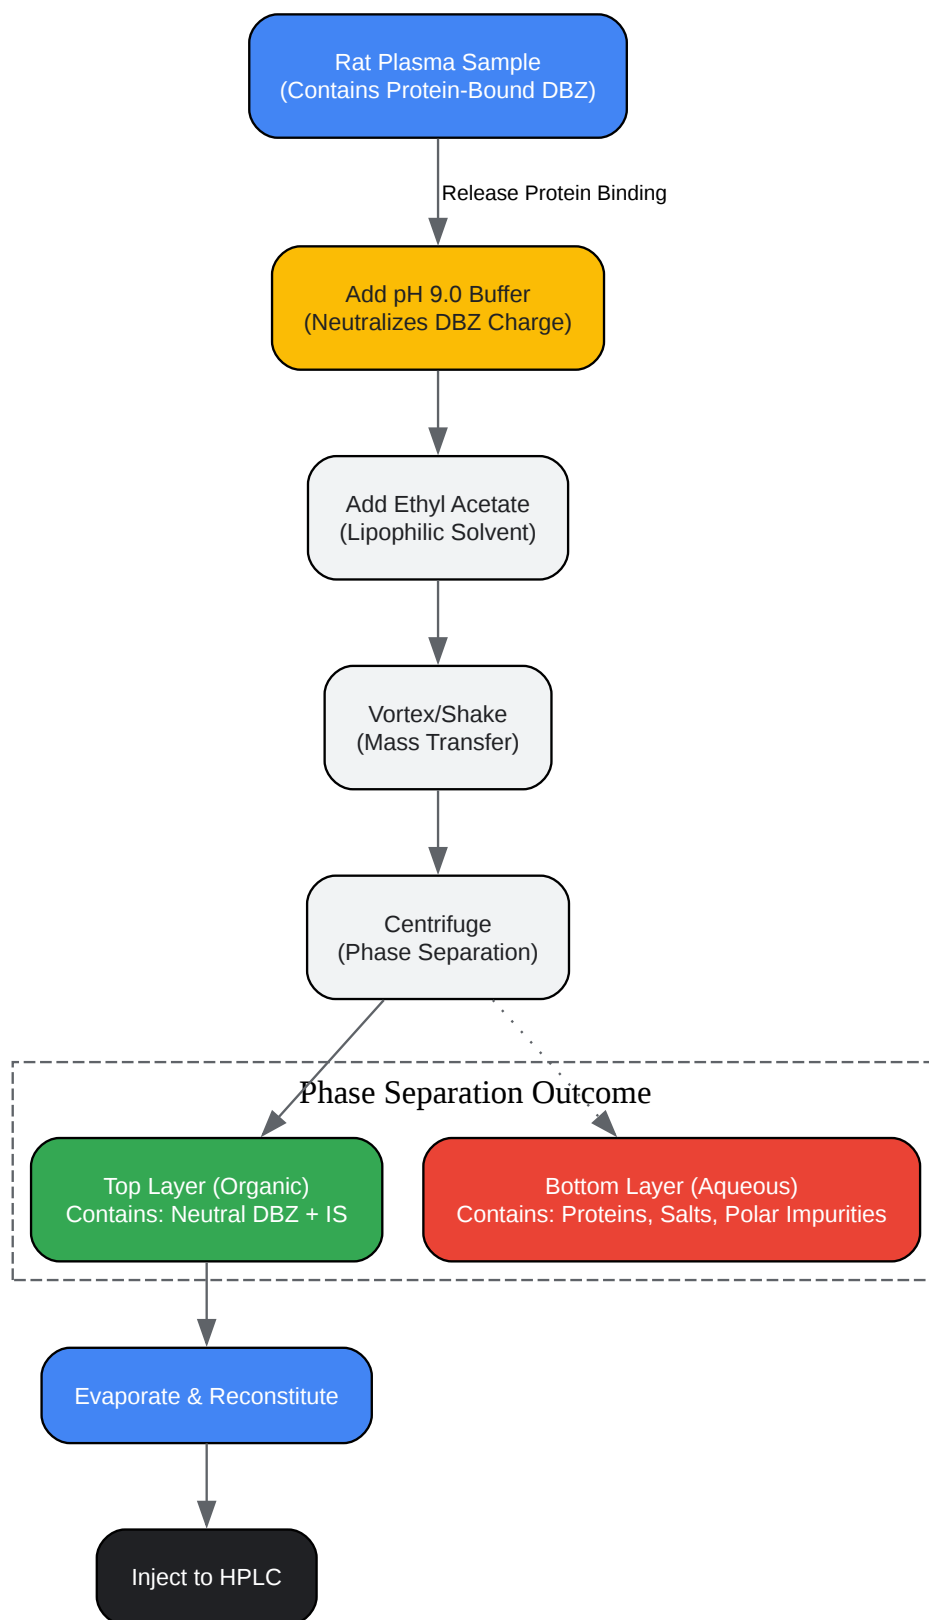 Rat Plasma Sample
(Contains Protein-Bound DBZ)
Release Protein Binding
Add pH 9.0 Buffer
(Neutralizes DBZ Charge)
Add Ethyl Acetate
(Lipophilic Solvent)
Vortex/Shake
(Mass Transfer)
Centrifuge
(Phase Separation)
Phase Separation Outcome
Top Layer (Organic)
Contains: Neutral DBZ + IS
Bottom Layer (Aqueous)
Contains: Proteins, Salts, Polar Impurities
Evaporate & Reconstitute
Inject to HPLC